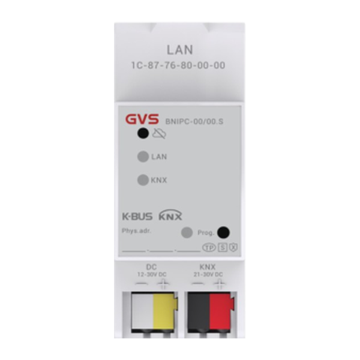 LAN
1C-87-76-80-00-00
GVS BNIPC-00/00.S
LAN
KNX
K-BUS KNX
Phys.adr. Prog.
TP S
DC KNX
12-30V DC 21-30V DC
— + — +